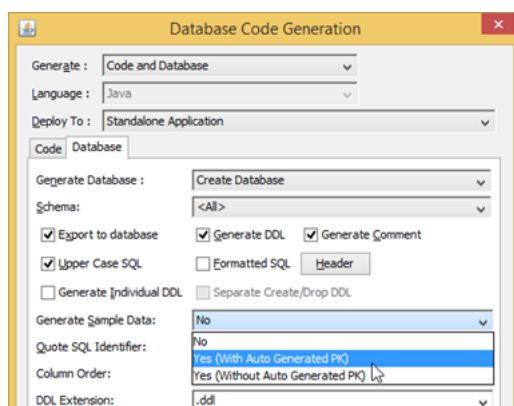 Database Code Generation
Generate : Code and Database
Language : Java
Deploy To : Standalone Application
Code Database
Generate Database : Create Database
Schema: <All>
Export to database Generate DDL Generate Comment
Upper Case SQL Formatted SQL Header
Generate Individual DDL Separate Create/Drop DDL
Generate Sample Data: No
No
Quote SQL Identifier: Yes (With Auto Generated PK)
Column Order: Yes (Without Auto Generated PK)
DDL Extension: .ddl